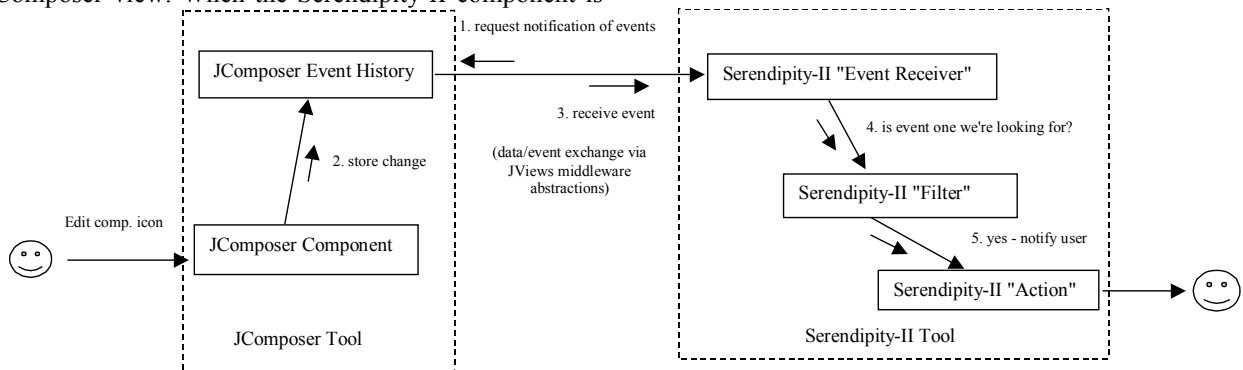 Composer view. When the Serendipity-II component is
1. request notification of events
JComposer Event History
Serendipity-II "Event Receiver"
3. receive event
4. is event one we're looking for?
2. store change
(data/event exchange via
JViews middleware
abstractions)
Serendipity-II "Filter"
Edit comp. icon
JComposer Component
5. yes - notify user
Serendipity-II "Action"
JComposer Tool
Serendipity-II Tool